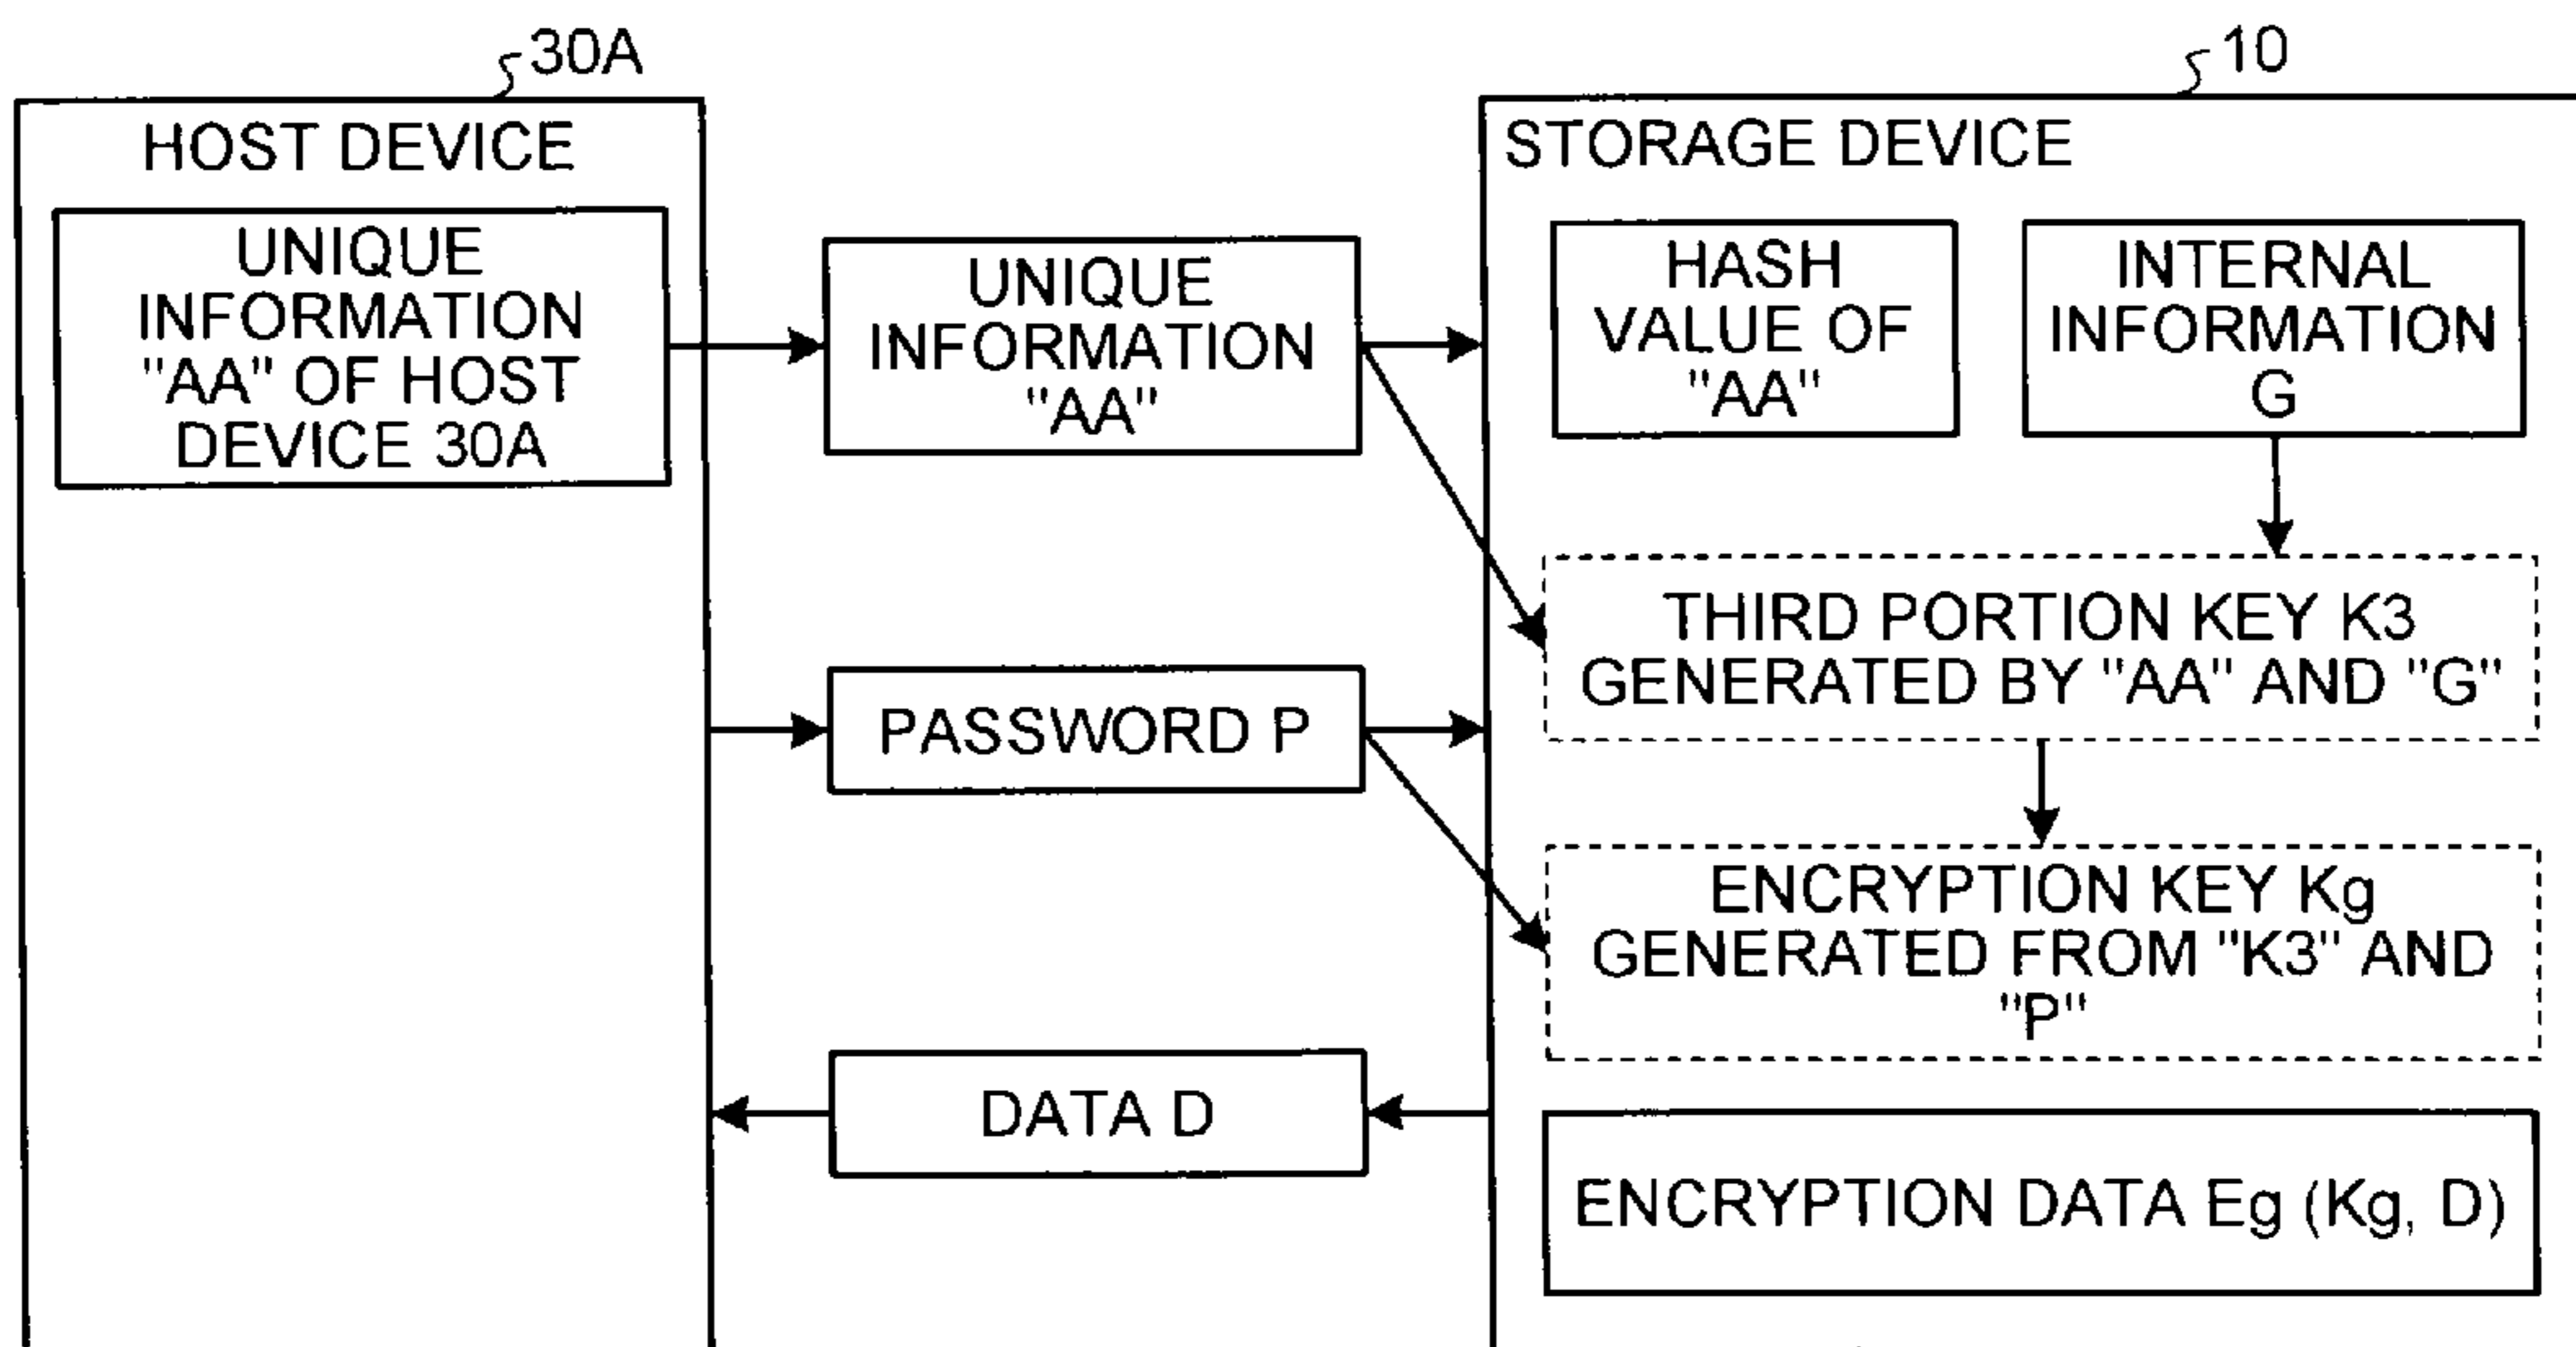 30A
10
HOST DEVICE
STORAGE DEVICE
UNIQUE
INFORMATION
"AA" OF HOST
DEVICE 30A
UNIQUE
INFORMATION
"AA"
HASH
VALUE OF
"AA"
INTERNAL
INFORMATION
G
THIRD PORTION KEY K3
GENERATED BY "AA" AND "G"
PASSWORD P
ENCRYPTION KEY Kg
GENERATED FROM "K3" AND
"P"
DATA D
ENCRYPTION DATA Eg (Kg, D)